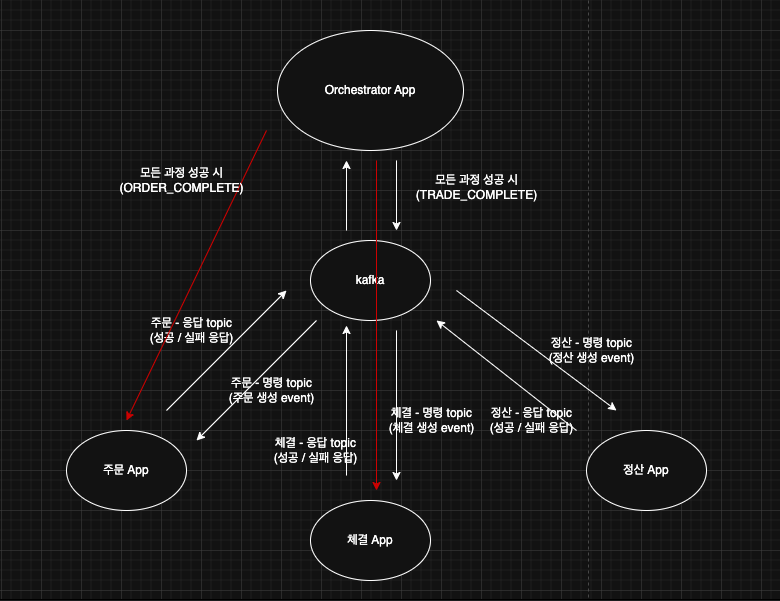 Orchestrator App
모든 과정 성공 시
(ORDER_COMPLETE)
모든 과정 성공 시
(TRADE_COMPLETE)
kafka
주문 - 응답 topic
(성공 / 실패 응답)
정산 - 명령 topic
(정산 생성 event)
주문 - 명령 topic
(주문 생성 event)
체결 - 명령 topic
(체결 생성 event)
정산 - 응답 topic
(성공 / 실패 응답)
체결 - 응답 topic
(성공 / 실패 응답)
주문 App
정산 App
체결 App